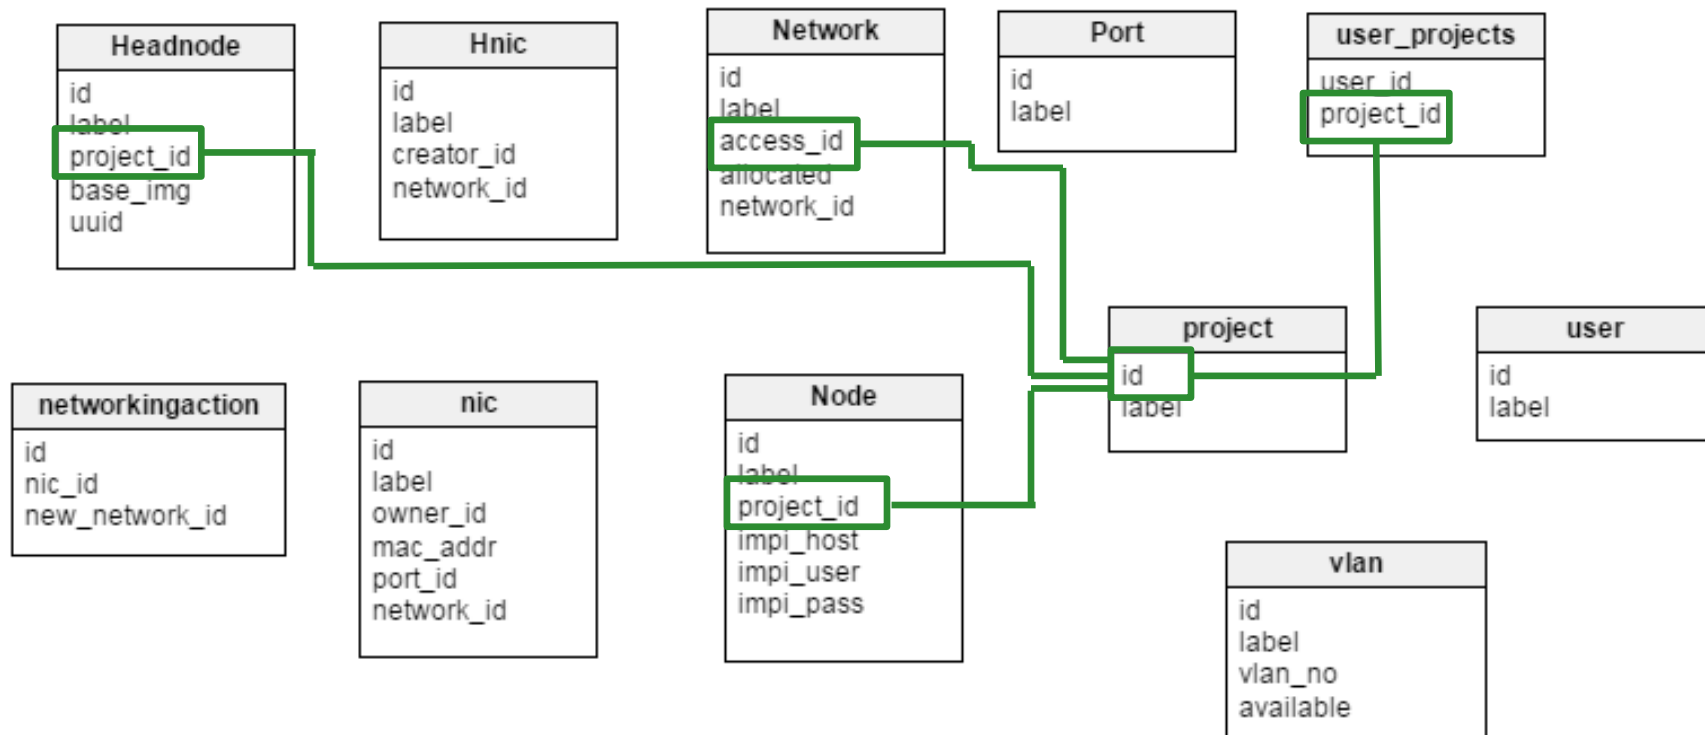 Headnode
id
label
project_id
base_img
uuid
Hnic
id
label
creator_id
network_id
Network
id
label
access_id
allocated
network_id
Port
id
label
user_projects
user_id
project_id
networkingaction
id
nic_id
new_network_id
nic
id
label
owner_id
mac_addr
port_id
network_id
Node
id
label
project_id
impi_host
impi_user
impi_pass
project
id
label
user
id
label
vlan
id
label
vlan_no
available